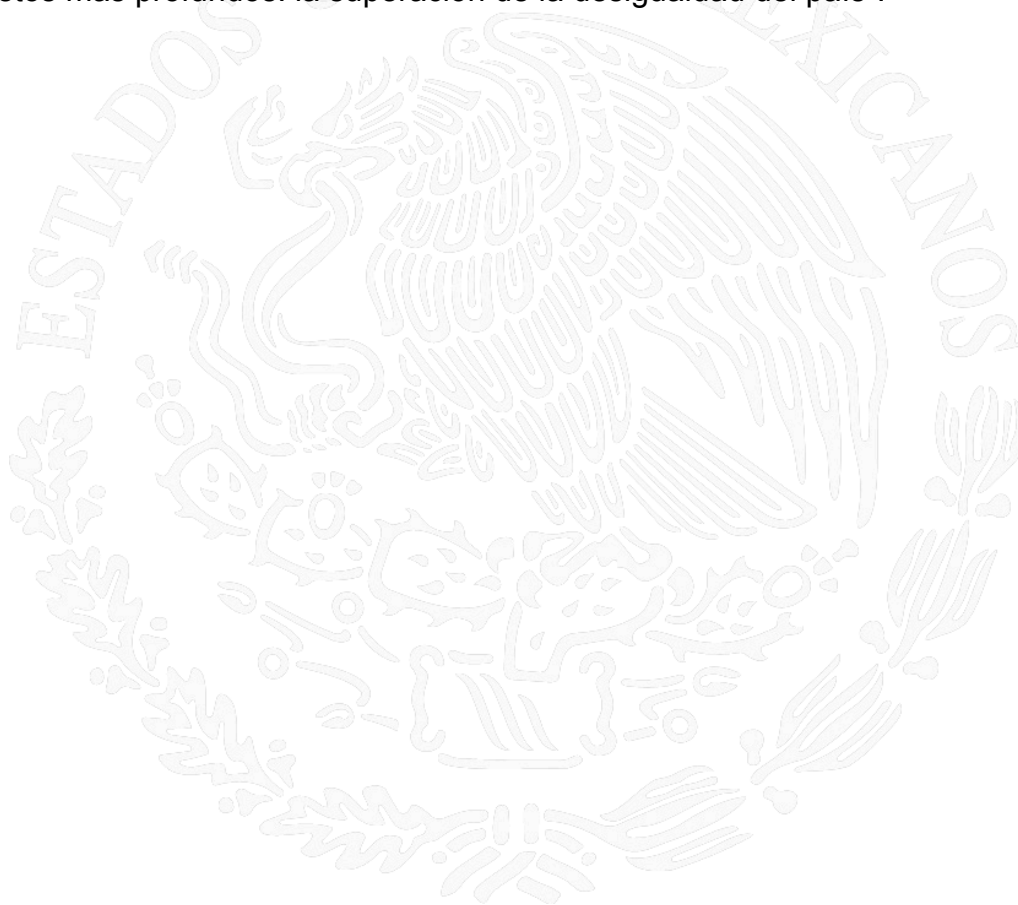 más profundos: la superación de la desigualdad del país".
ESTADOS
MEXICANOS